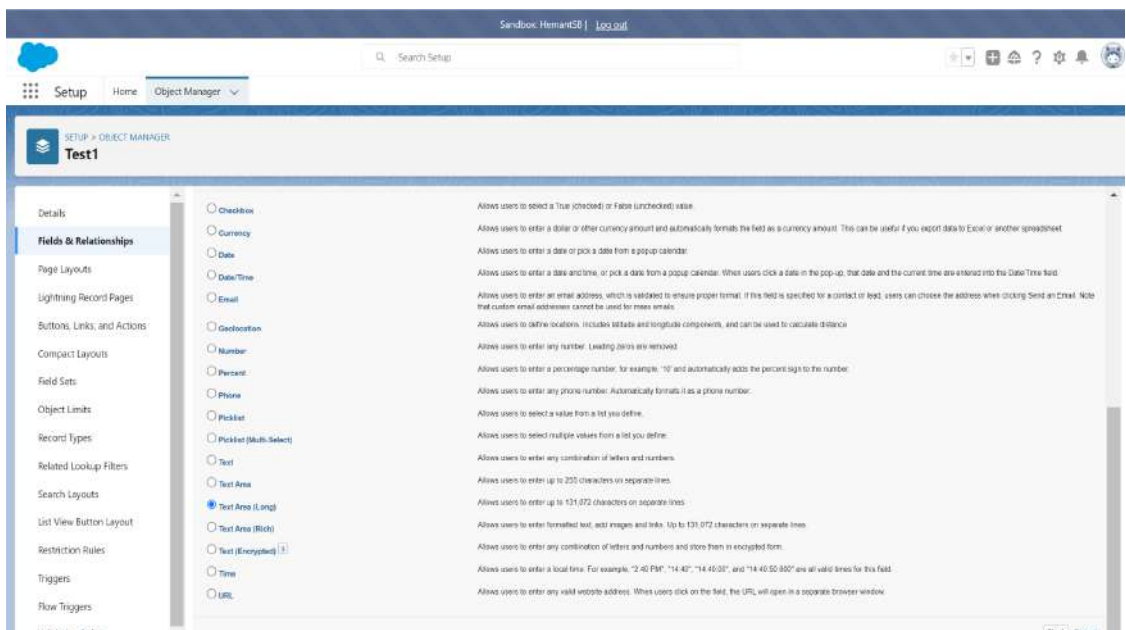 Sandbox: HemantSB | Log out
Search Setup
Setup Home Object Manager
SETUP > OBJECT MANAGER
Test1
Details
Fields & Relationships
Page Layouts
Lightning Record Pages
Buttons, Links, and Actions
Compact Layouts
Field Sets
Object Limits
Record Types
Related Lookup Filters
Search Layouts
List View Button Layout
Restriction Rules
Triggers
Flow Triggers
Checkbox Allows users to select a True (checked) or False (unchecked) value.
Currency Allows users to enter a dollar or other currency amount and automatically formats the field as a currency amount. This can be useful if you export data to Excel or another spreadsheet.
Date Allows users to enter a date or pick a date from a popup calendar.
Date/Time Allows users to enter a date and time, or pick a date from a popup calendar. When users click a date in the pop-up, that date and the current time are entered into the Date/Time field.
Email Allows users to enter an email address, which is validated to ensure proper format. If this field is specified for a contact or lead, users can choose the address when clicking Send an Email. Note
that custom email addresses cannot be used for mass emails.
Geolocation Allows users to define locations. Includes latitude and longitude components, and can be used to calculate distance.
Number Allows users to enter any number. Leading zeros are removed.
Percent Allows users to enter a percentage number, for example, '10' and automatically adds the percent sign to the number.
Phone Allows users to enter any phone number. Automatically formats it as a phone number.
Picklist Allows users to select a value from a list you define.
Picklist (Multi-Select) Allows users to select multiple values from a list you define.
Text Allows users to enter any combination of letters and numbers.
Text Area Allows users to enter up to 255 characters on separate lines.
Text Area (Long) Allows users to enter up to 131,072 characters on separate lines.
Text Area (Rich) Allows users to enter formatted text, add images and links. Up to 131,072 characters on separate lines.
Text (Encrypted) Allows users to enter any combination of letters and numbers and store them in encrypted form.
Time Allows users to enter a local time. For example, "2:40 PM", "14:40", "14:40:00", and "14:40:50.600" are all valid times for this field.
URL Allows users to enter any valid website address. When users click on the field, the URL will open in a separate browser window.